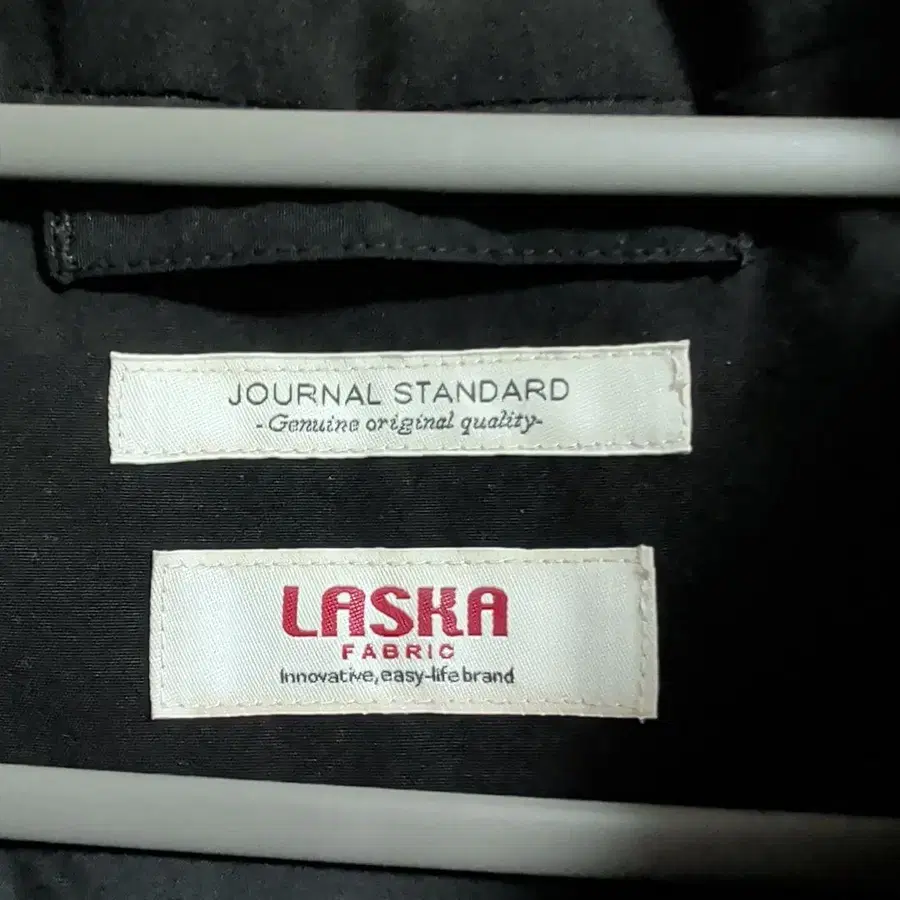 JOURNAL STANDARD
-Genuine original quality-
LASKA
FABRIC
Innovative, easy-life brand